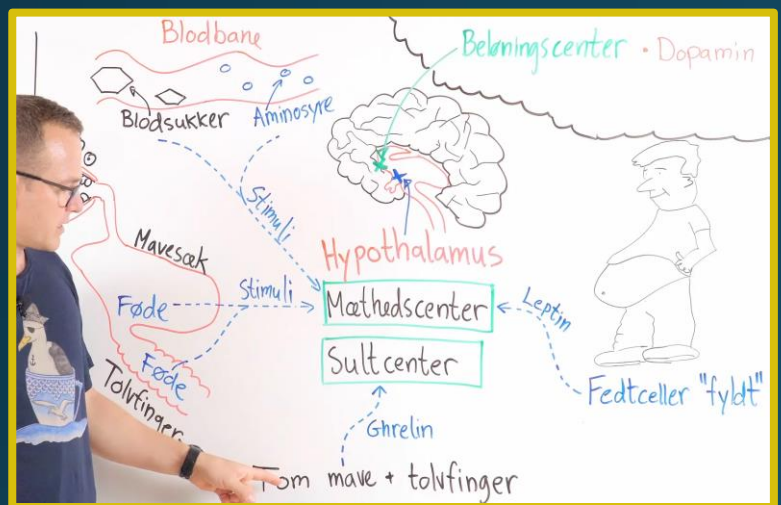 Blodbane
Belønningscenter • Dopamin
Blodsukker
Aminosyre
Stimuli
Hypothalamus
Mavesæk
Føde
Stimuli
Mæthedscenter
Leptin
Føde
Sultcenter
Tolvfinger
Fedtceller "fyldt"
Ghrelin
Tom mave + tolvfinger